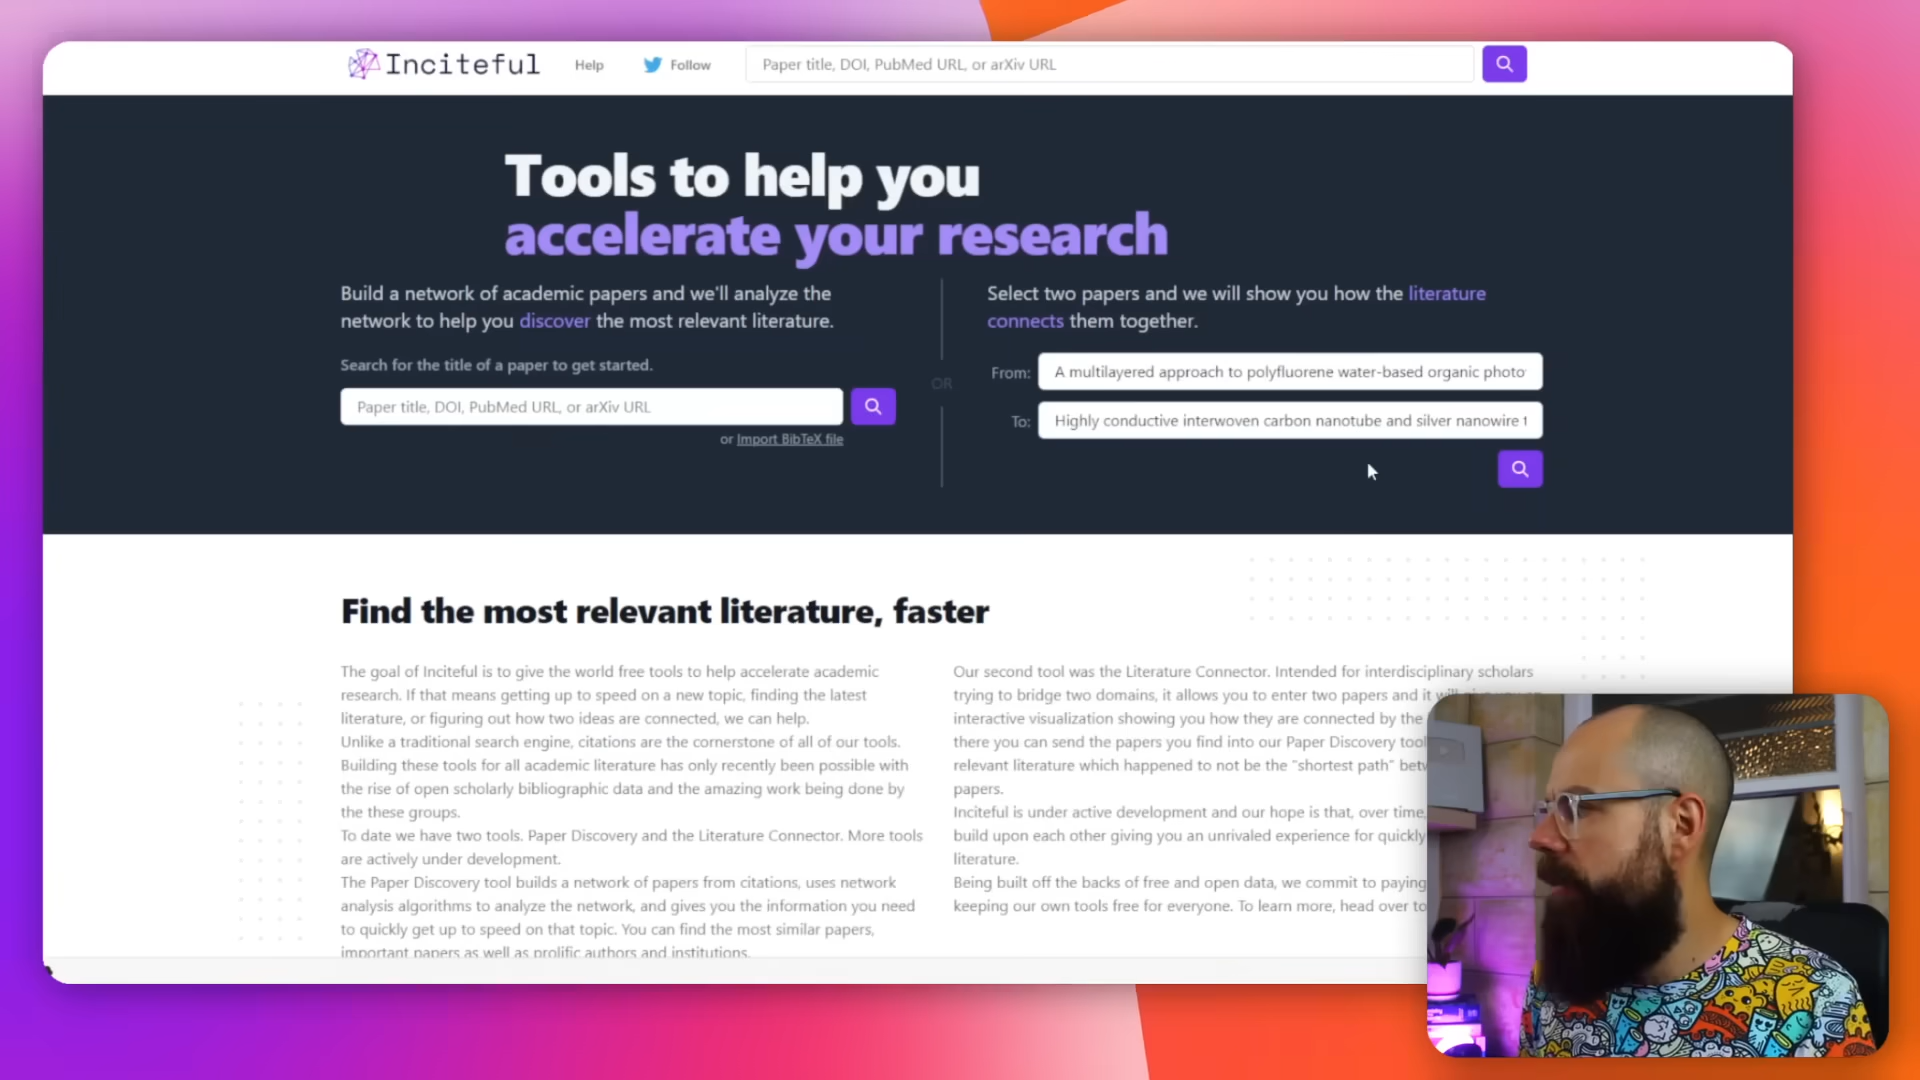 Inciteful
Help
Follow
Paper title, DOI, PubMed URL, or arXiv URL
Tools to help you
accelerate your research
Build a network of academic papers and we'll analyze the
network to help you discover the most relevant literature.
Search for the title of a paper to get started.
Paper title, DOI, PubMed URL, or arXiv URL
or Import BibTeX file
OR
Select two papers and we will show you how the literature
connects them together.
From: A multilayered approach to polyfluorene water-based organic photo
To: Highly conductive interwoven carbon nanotube and silver nanowire t
Find the most relevant literature, faster
The goal of Inciteful is to give the world free tools to help accelerate academic
research. If that means getting up to speed on a new topic, finding the latest
literature, or figuring out how two ideas are connected, we can help.
Unlike a traditional search engine, citations are the cornerstone of all of our tools.
Building these tools for all academic literature has only recently been possible with
the rise of open scholarly bibliographic data and the amazing work being done by
the these groups.
To date we have two tools. Paper Discovery and the Literature Connector. More tools
are actively under development.
The Paper Discovery tool builds a network of papers from citations, uses network
analysis algorithms to analyze the network, and gives you the information you need
to quickly get up to speed on that topic. You can find the most similar papers,
important papers as well as prolific authors and institutions.
Our second tool was the Literature Connector. Intended for interdisciplinary scholars
trying to bridge two domains, it allows you to enter two papers and it will
interactive visualization showing you how they are connected by the
there you can send the papers you find into our Paper Discovery tool
relevant literature which happened to not be the "shortest path"
papers.
Inciteful is under active development and our hope is that, over time,
build upon each other giving you an unrivaled experience for quickly
literature.
Being built off the backs of free and open data, we commit to paying
keeping our own tools free for everyone. To learn more, head over to